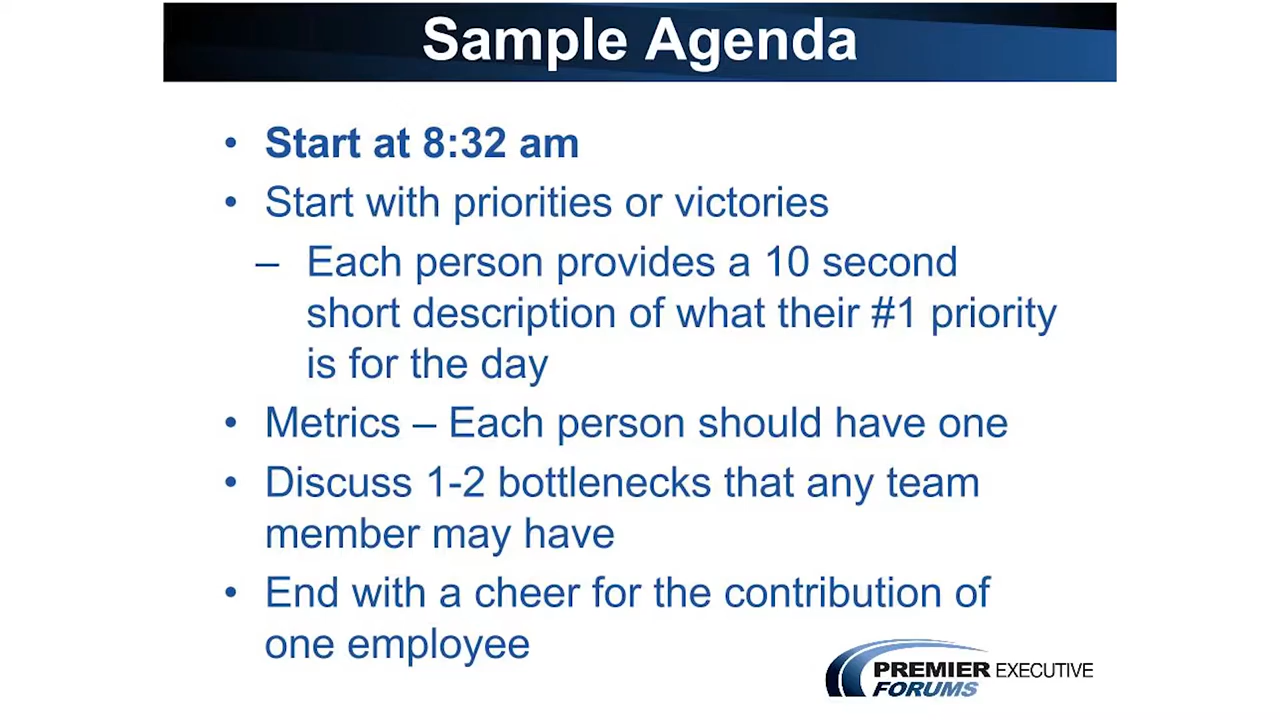 Sample Agenda
• Start at 8:32 am
• Start with priorities or victories
– Each person provides a 10 second
short description of what their #1 priority
is for the day
• Metrics – Each person should have one
• Discuss 1-2 bottlenecks that any team
member may have
• End with a cheer for the contribution of
one employee
PREMIER EXECUTIVE
FORUMS